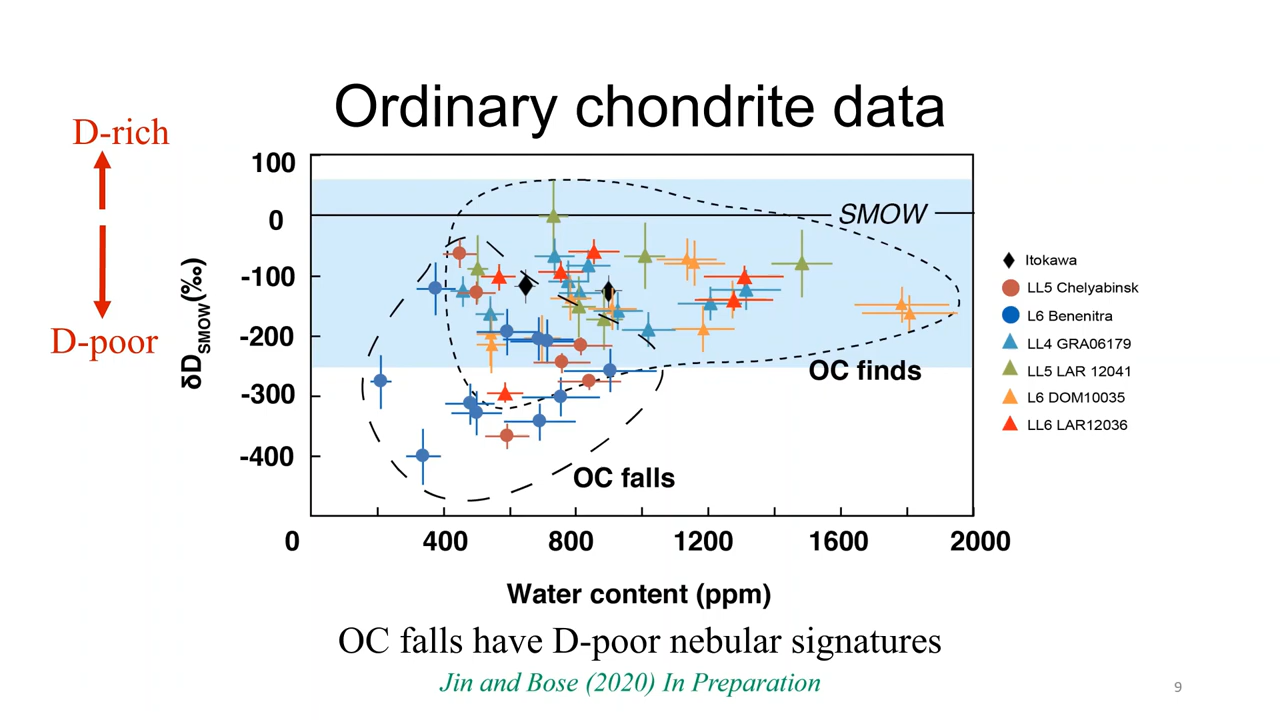 Ordinary chondrite data
D-rich
D-poor
δD_SMOW(‰)
100
0
-100
-200
-300
-400
SMOW
OC finds
OC falls
0
400
800
1200
1600
2000
Water content (ppm)
Itokawa
LL5 Chelyabinsk
L6 Benenitra
LL4 GRA06179
LL5 LAR 12041
L6 DOM10035
LL6 LAR12036
OC falls have D-poor nebular signatures
Jin and Bose (2020) In Preparation
9